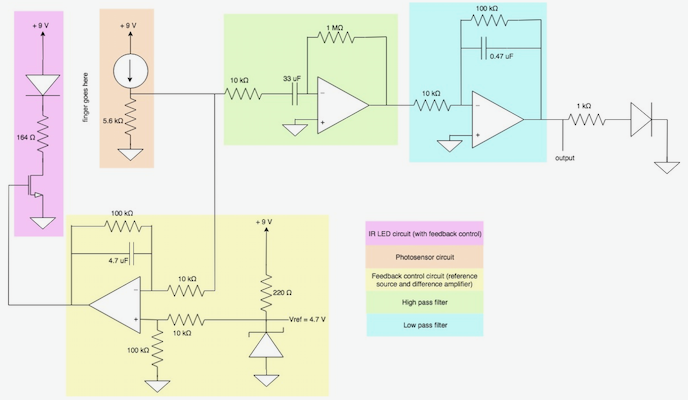 + 9 V
164 Ω
finger goes here
+ 9 V
5.6 kΩ
10 kΩ
33 uF
1 MΩ
−
+
10 kΩ
100 kΩ
0.47 uF
−
+
1 kΩ
output
100 kΩ
4.7 uF
10 kΩ
−
+
10 kΩ
100 kΩ
+ 9 V
220 Ω
Vref = 4.7 V
IR LED circuit (with feedback control)
Photosensor circuit
Feedback control circuit (reference
source and difference amplifier)
High pass filter
Low pass filter